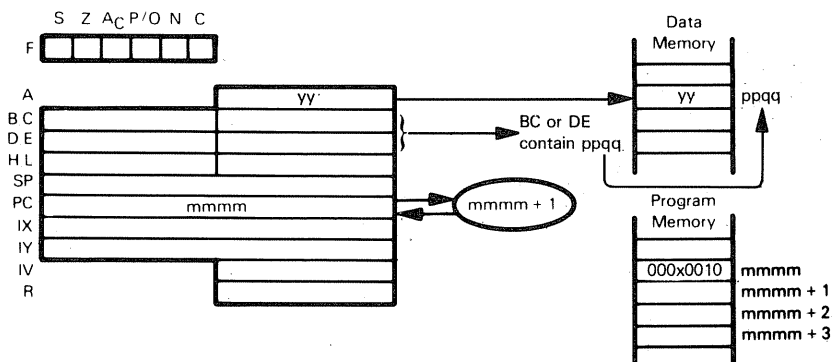 S Z AC P/O N C
F
Data
Memory
A
yy
yy
ppqq
B C
BC or DE
contain ppqq
D E
H L
SP
PC
mmmm
mmmm + 1
Program
Memory
IX
IY
IV
000x0010
mmmm
R
mmmm + 1
mmmm + 2
mmmm + 3